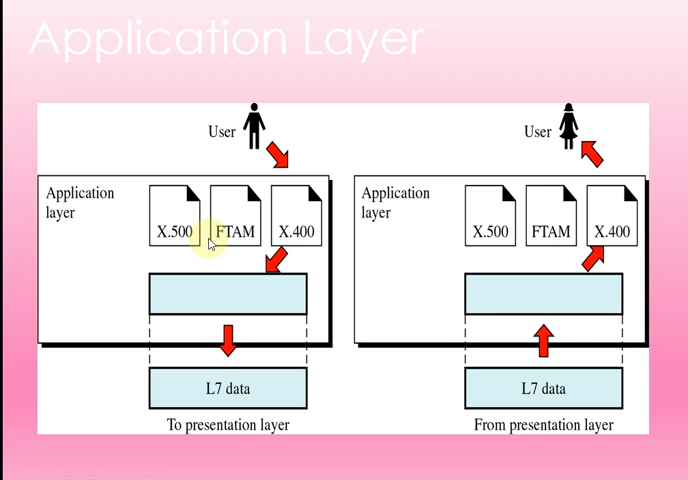 Application Layer
User
User
Application
layer
X.500
FTAM
X.400
L7 data
To presentation layer
Application
layer
X.500
FTAM
X.400
L7 data
From presentation layer